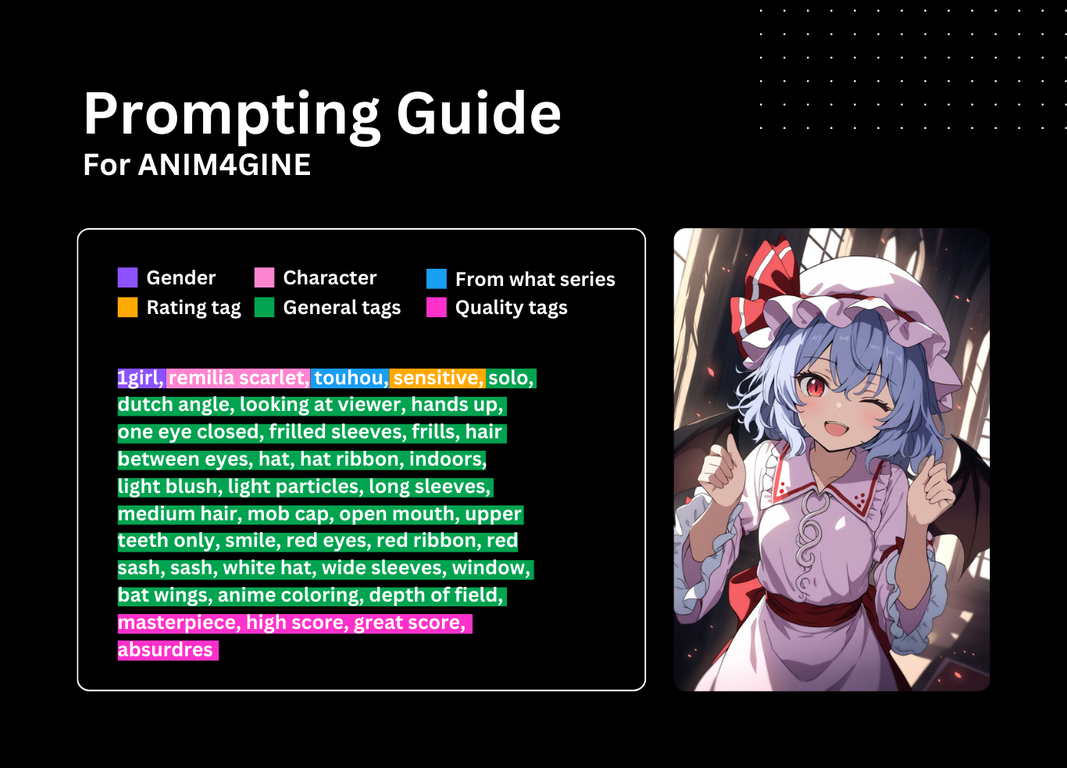 Prompting Guide
For ANIM4GINE
Gender
Character
From what series
Rating tag
General tags
Quality tags
1girl, remilia scarlet, touhou, sensitive, solo,
dutch angle, looking at viewer, hands up,
one eye closed, frilled sleeves, frills, hair
between eyes, hat, hat ribbon, indoors,
light blush, light particles, long sleeves,
medium hair, mob cap, open mouth, upper
teeth only, smile, red eyes, red ribbon, red
sash, sash, white hat, wide sleeves, window,
bat wings, anime coloring, depth of field,
masterpiece, high score, great score,
absurdres